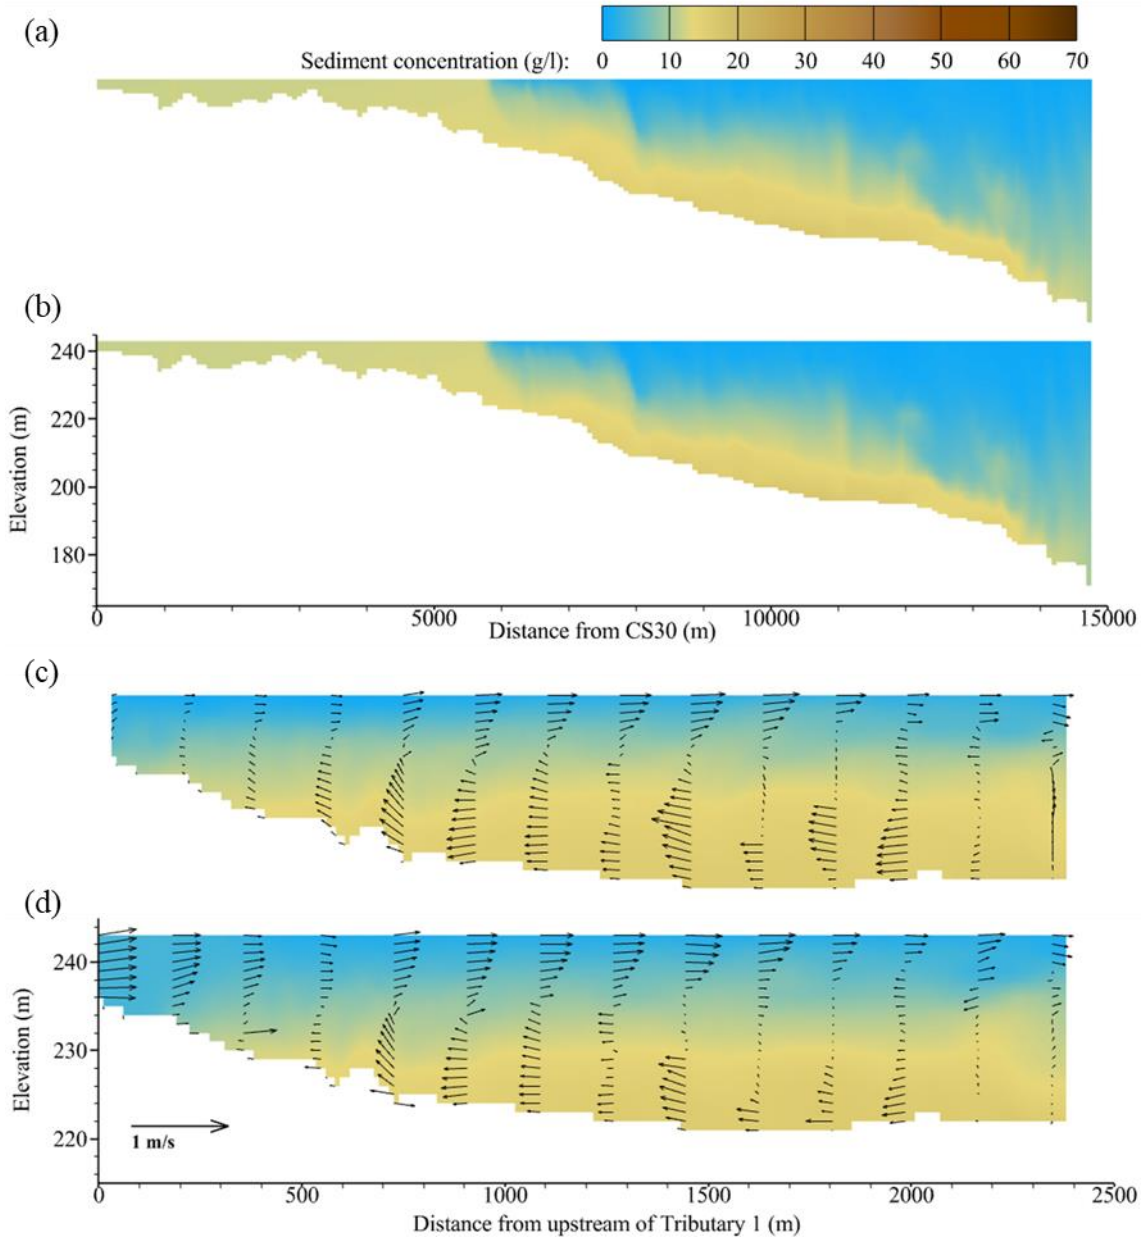 (a)
Sediment concentration (g/l):
0 10 20 30 40 50 60 70
(b)
240
220
200
180
Elevation (m)
0 5000 10000 15000
Distance from CS30 (m)
(c)
(d)
240
230
220
Elevation (m)
1 m/s
0 500 1000 1500 2000 2500
Distance from upstream of Tributary 1 (m)